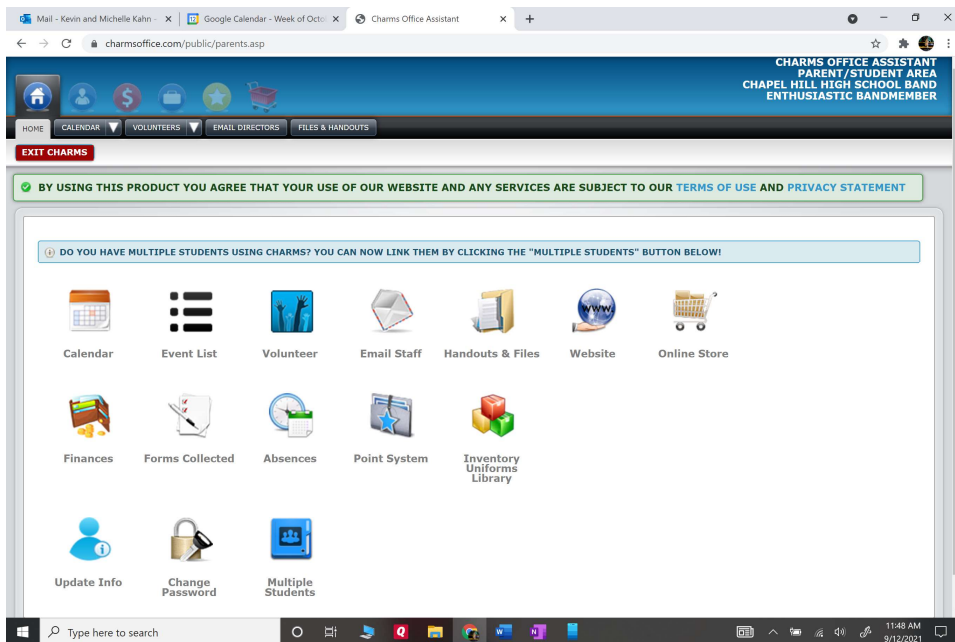 Mail - Kevin and Michelle Kahn -
Google Calendar - Week of Octo
Charms Office Assistant
charmsoffice.com/public/parents.asp
CHARMS OFFICE ASSISTANT
PARENT/STUDENT AREA
CHAPEL HILL HIGH SCHOOL BAND
ENTHUSIASTIC BANDMEMBER
HOME CALENDAR VOLUNTEERS EMAIL DIRECTORS FILES & HANDOUTS
EXIT CHARMS
BY USING THIS PRODUCT YOU AGREE THAT YOUR USE OF OUR WEBSITE AND ANY SERVICES ARE SUBJECT TO OUR TERMS OF USE AND PRIVACY STATEMENT
DO YOU HAVE MULTIPLE STUDENTS USING CHARMS? YOU CAN NOW LINK THEM BY CLICKING THE "MULTIPLE STUDENTS" BUTTON BELOW!
www.
Calendar Event List Volunteer Email Staff Handouts & Files Website Online Store
Finances Forms Collected Absences Point System Inventory
Uniforms
Library
Update Info Change Multiple
Password Students
Type here to search
11:48 AM
9/12/2021